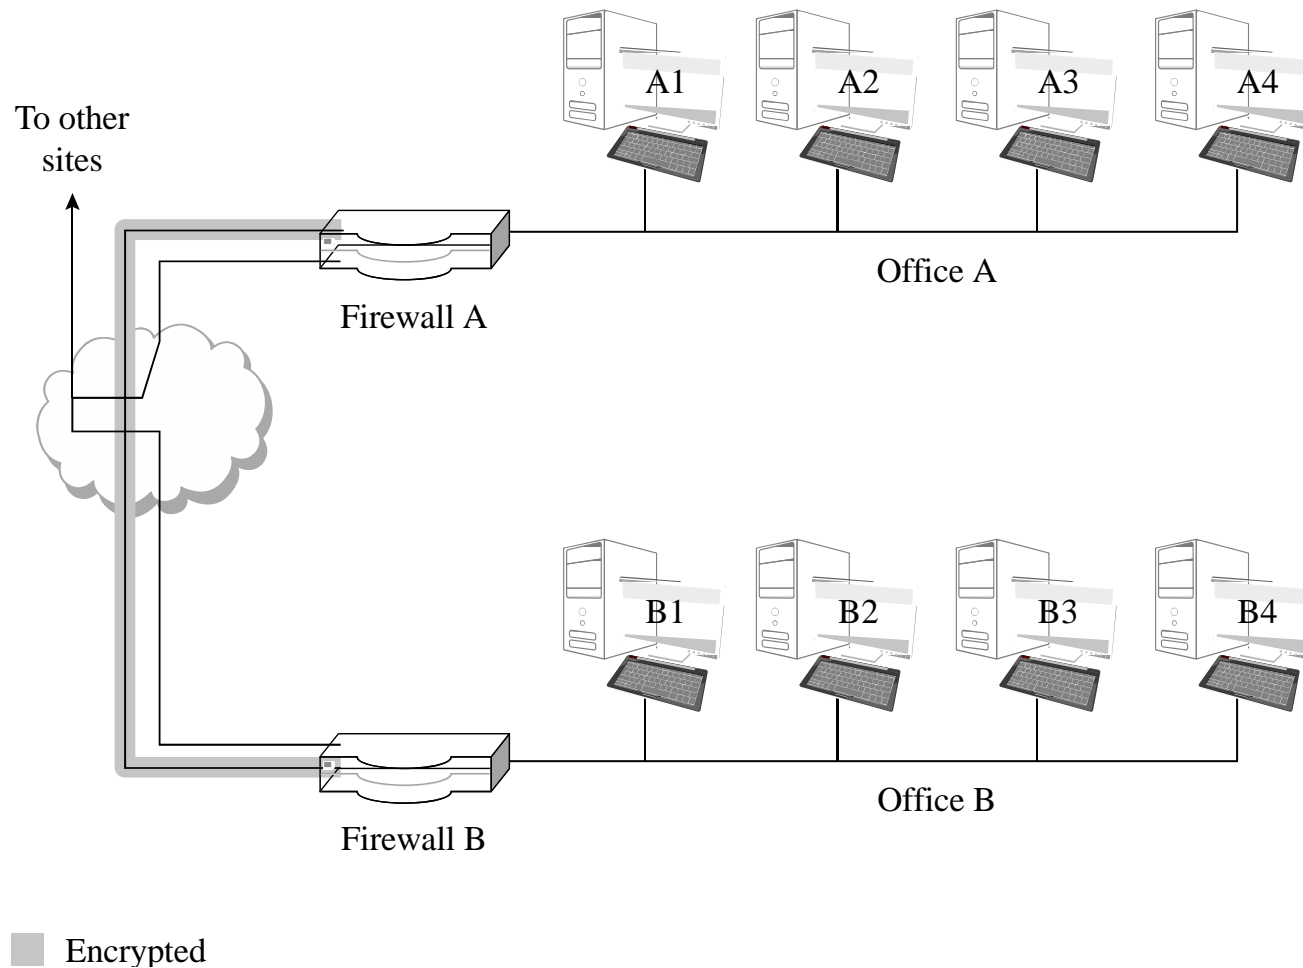 A1
A2
A3
A4
To other
sites
Office A
Firewall A
B1
B2
B3
B4
Office B
Firewall B
Encrypted